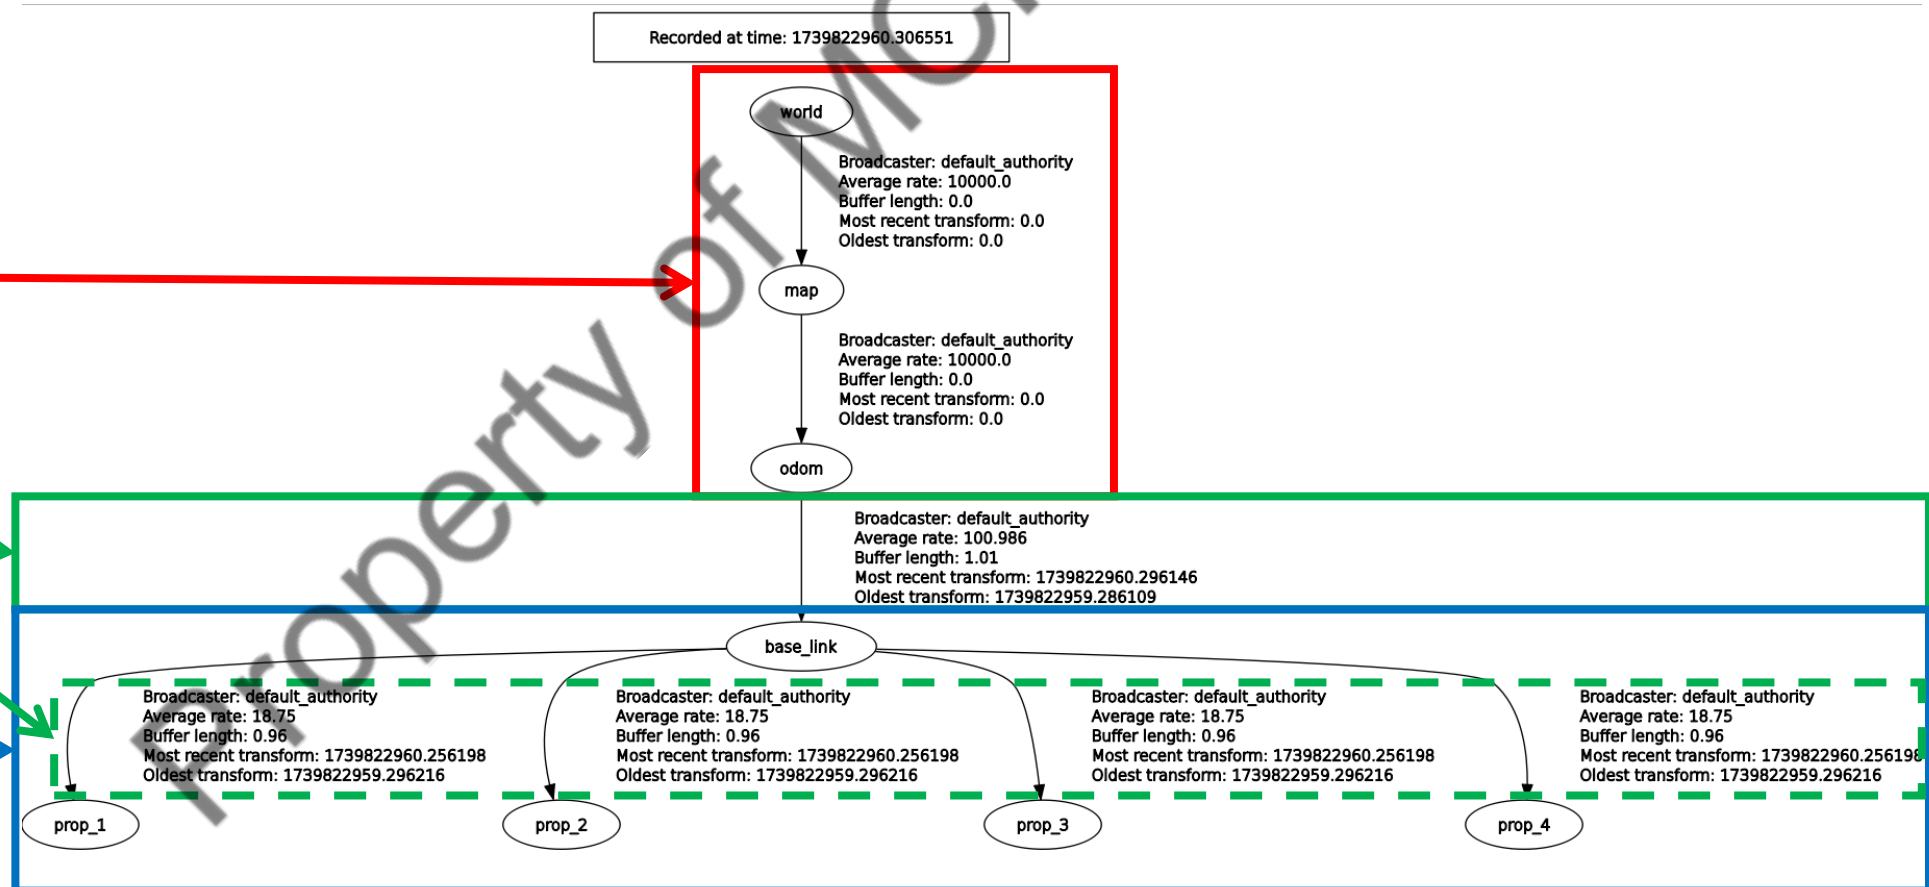 Recorded at time: 1739822960.306551
world
Broadcaster: default_authority
Average rate: 10000.0
Buffer length: 0.0
Most recent transform: 0.0
Oldest transform: 0.0
map
Broadcaster: default_authority
Average rate: 10000.0
Buffer length: 0.0
Most recent transform: 0.0
Oldest transform: 0.0
odom
Broadcaster: default_authority
Average rate: 100.986
Buffer length: 1.01
Most recent transform: 1739822960.296146
Oldest transform: 1739822959.286109
base_link
Broadcaster: default_authority
Average rate: 18.75
Buffer length: 0.96
Most recent transform: 1739822960.256198
Oldest transform: 1739822959.296216
Broadcaster: default_authority
Average rate: 18.75
Buffer length: 0.96
Most recent transform: 1739822960.256198
Oldest transform: 1739822959.296216
Broadcaster: default_authority
Average rate: 18.75
Buffer length: 0.96
Most recent transform: 1739822960.256198
Oldest transform: 1739822959.296216
Broadcaster: default_authority
Average rate: 18.75
Buffer length: 0.96
Most recent transform: 1739822960.256198
Oldest transform: 1739822959.296216
prop_1
prop_2
prop_3
prop_4
Property of